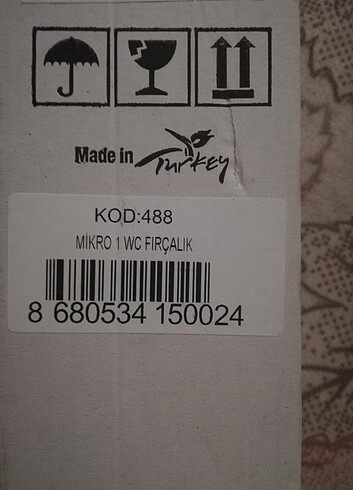 Made in
Turkey
KOD:488
MİKRO 1 WC FIRÇALIK
8 680534 150024